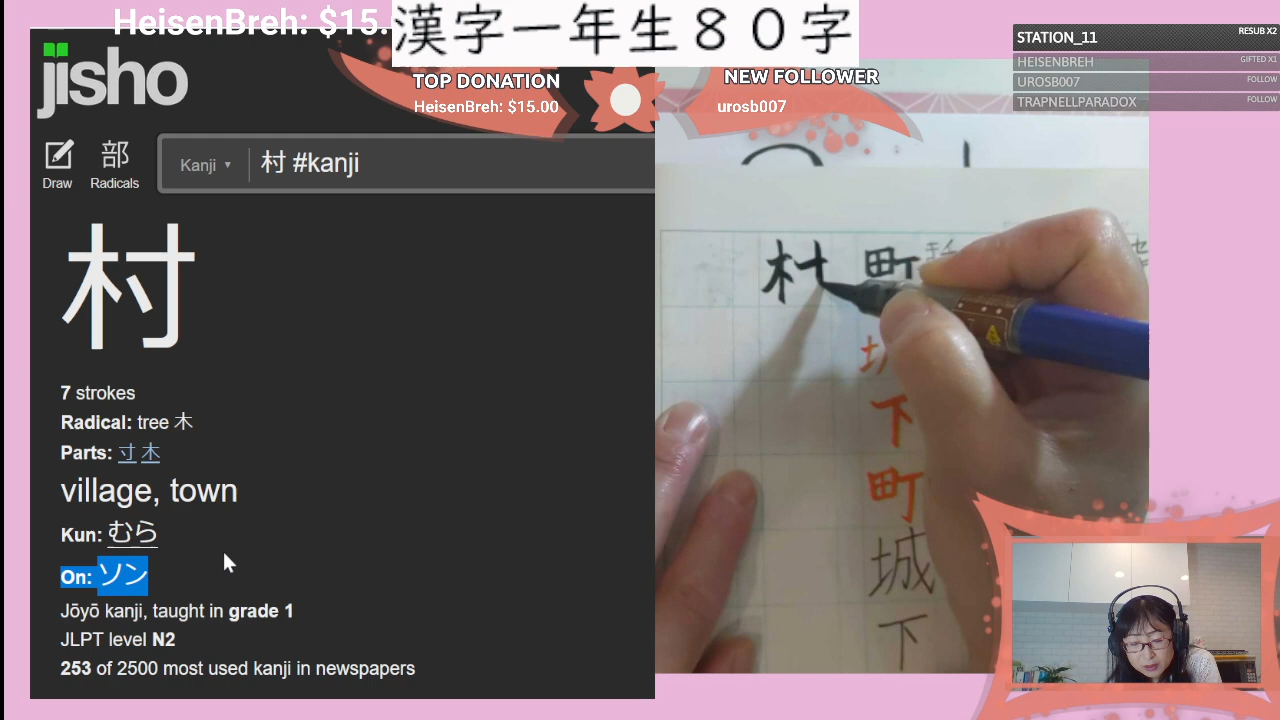 HeisenBreh: $15.
漢字一年生８０字
jisho
TOP DONATION
HeisenBreh: $15.00
NEW FOLLOWER
urosb007
STATION_11 RESUB X2
HEISENBREH GIFTED X1
UROSB007 FOLLOW
TRAPNELLPARADOX FOLLOW
部
Draw Radicals
Kanji ▾ 村 #kanji
村
7 strokes
Radical: tree 木
Parts: 寸 木
village, town
Kun: むら
On: ソン
Jōyō kanji, taught in grade 1
JLPT level N2
253 of 2500 most used kanji in newspapers
町
城
下
町
城
下
村